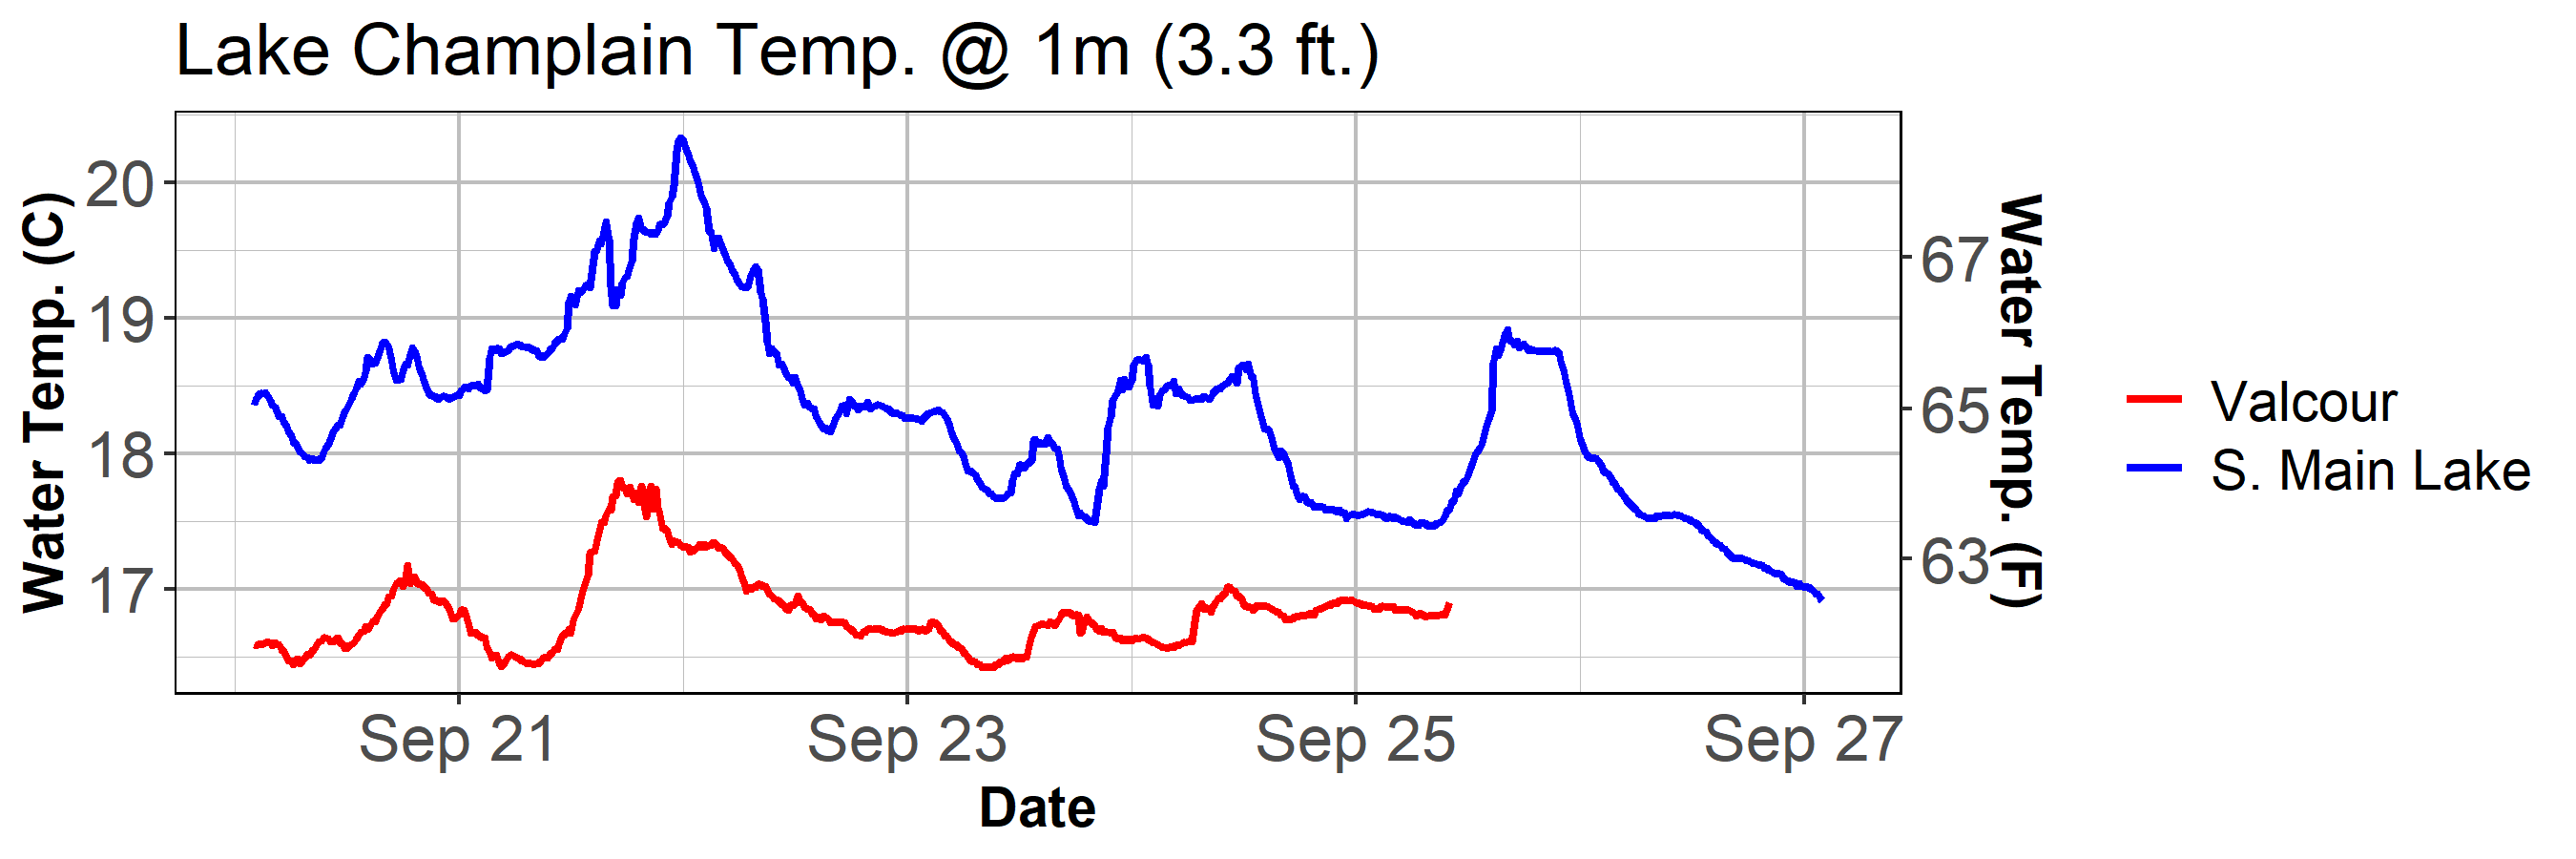 Lake Champlain Temp. @ 1m (3.3 ft.)
Water Temp. (C)
20
19
18
17
67
65
63
Water Temp. (F)
Sep 21
Sep 23
Sep 25
Sep 27
Date
Valcour
S. Main Lake